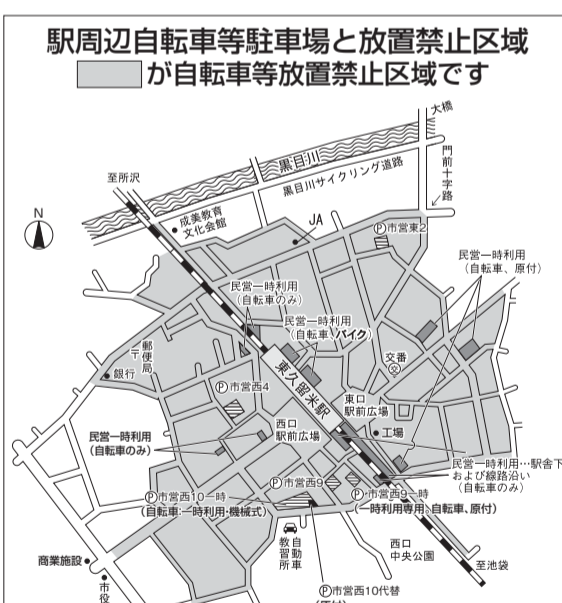 駅周辺自転車等駐車場と放置禁止区域
が自転車等放置禁止区域です
大橋
黒目川
至所沢
黒目川サイクリング道路
門前十字路
N
成美教育
文化会館
JA
Ⓟ市営東2
民営一時利用
(自転車、原付)
民営一時利用
(自転車のみ)
民営一時利用
(自転車、バイク)
〒郵便局
交番
銀行
東久留米駅
Ⓟ市営西4
東口
駅前広場
西口
駅前広場
工場
民営一時利用
(自転車のみ)
民営一時利用…駅舎下
および線路沿い
(自転車のみ)
Ⓟ市営西9
Ⓟ市営西10一時
(自転車:一時利用・機械式)
Ⓟ市営西9一時
(一時利用専用、自転車、原付)
自動車
教習所
西口
中央公園
商業施設
至池袋
市役
Ⓟ市営西10代替